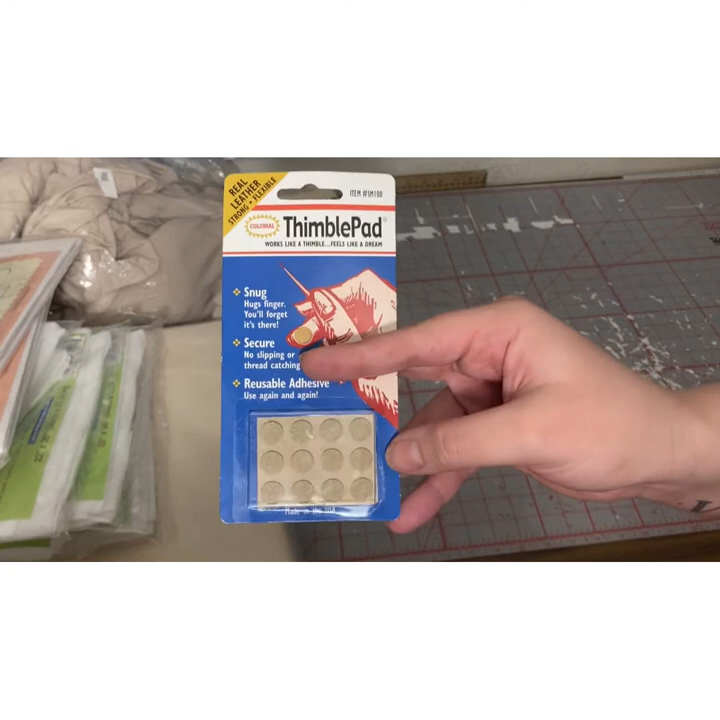 REAL
LEATHER
STRONG • FLEXIBLE
ITEM #SM100
COLONIAL
ThimblePad®
WORKS LIKE A THIMBLE...FEELS LIKE A DREAM
Snug
Hugs finger.
You'll forget
it's there!
Secure
No slipping or
thread catching
Reusable Adhesive
Use again and again!
Made in the USA